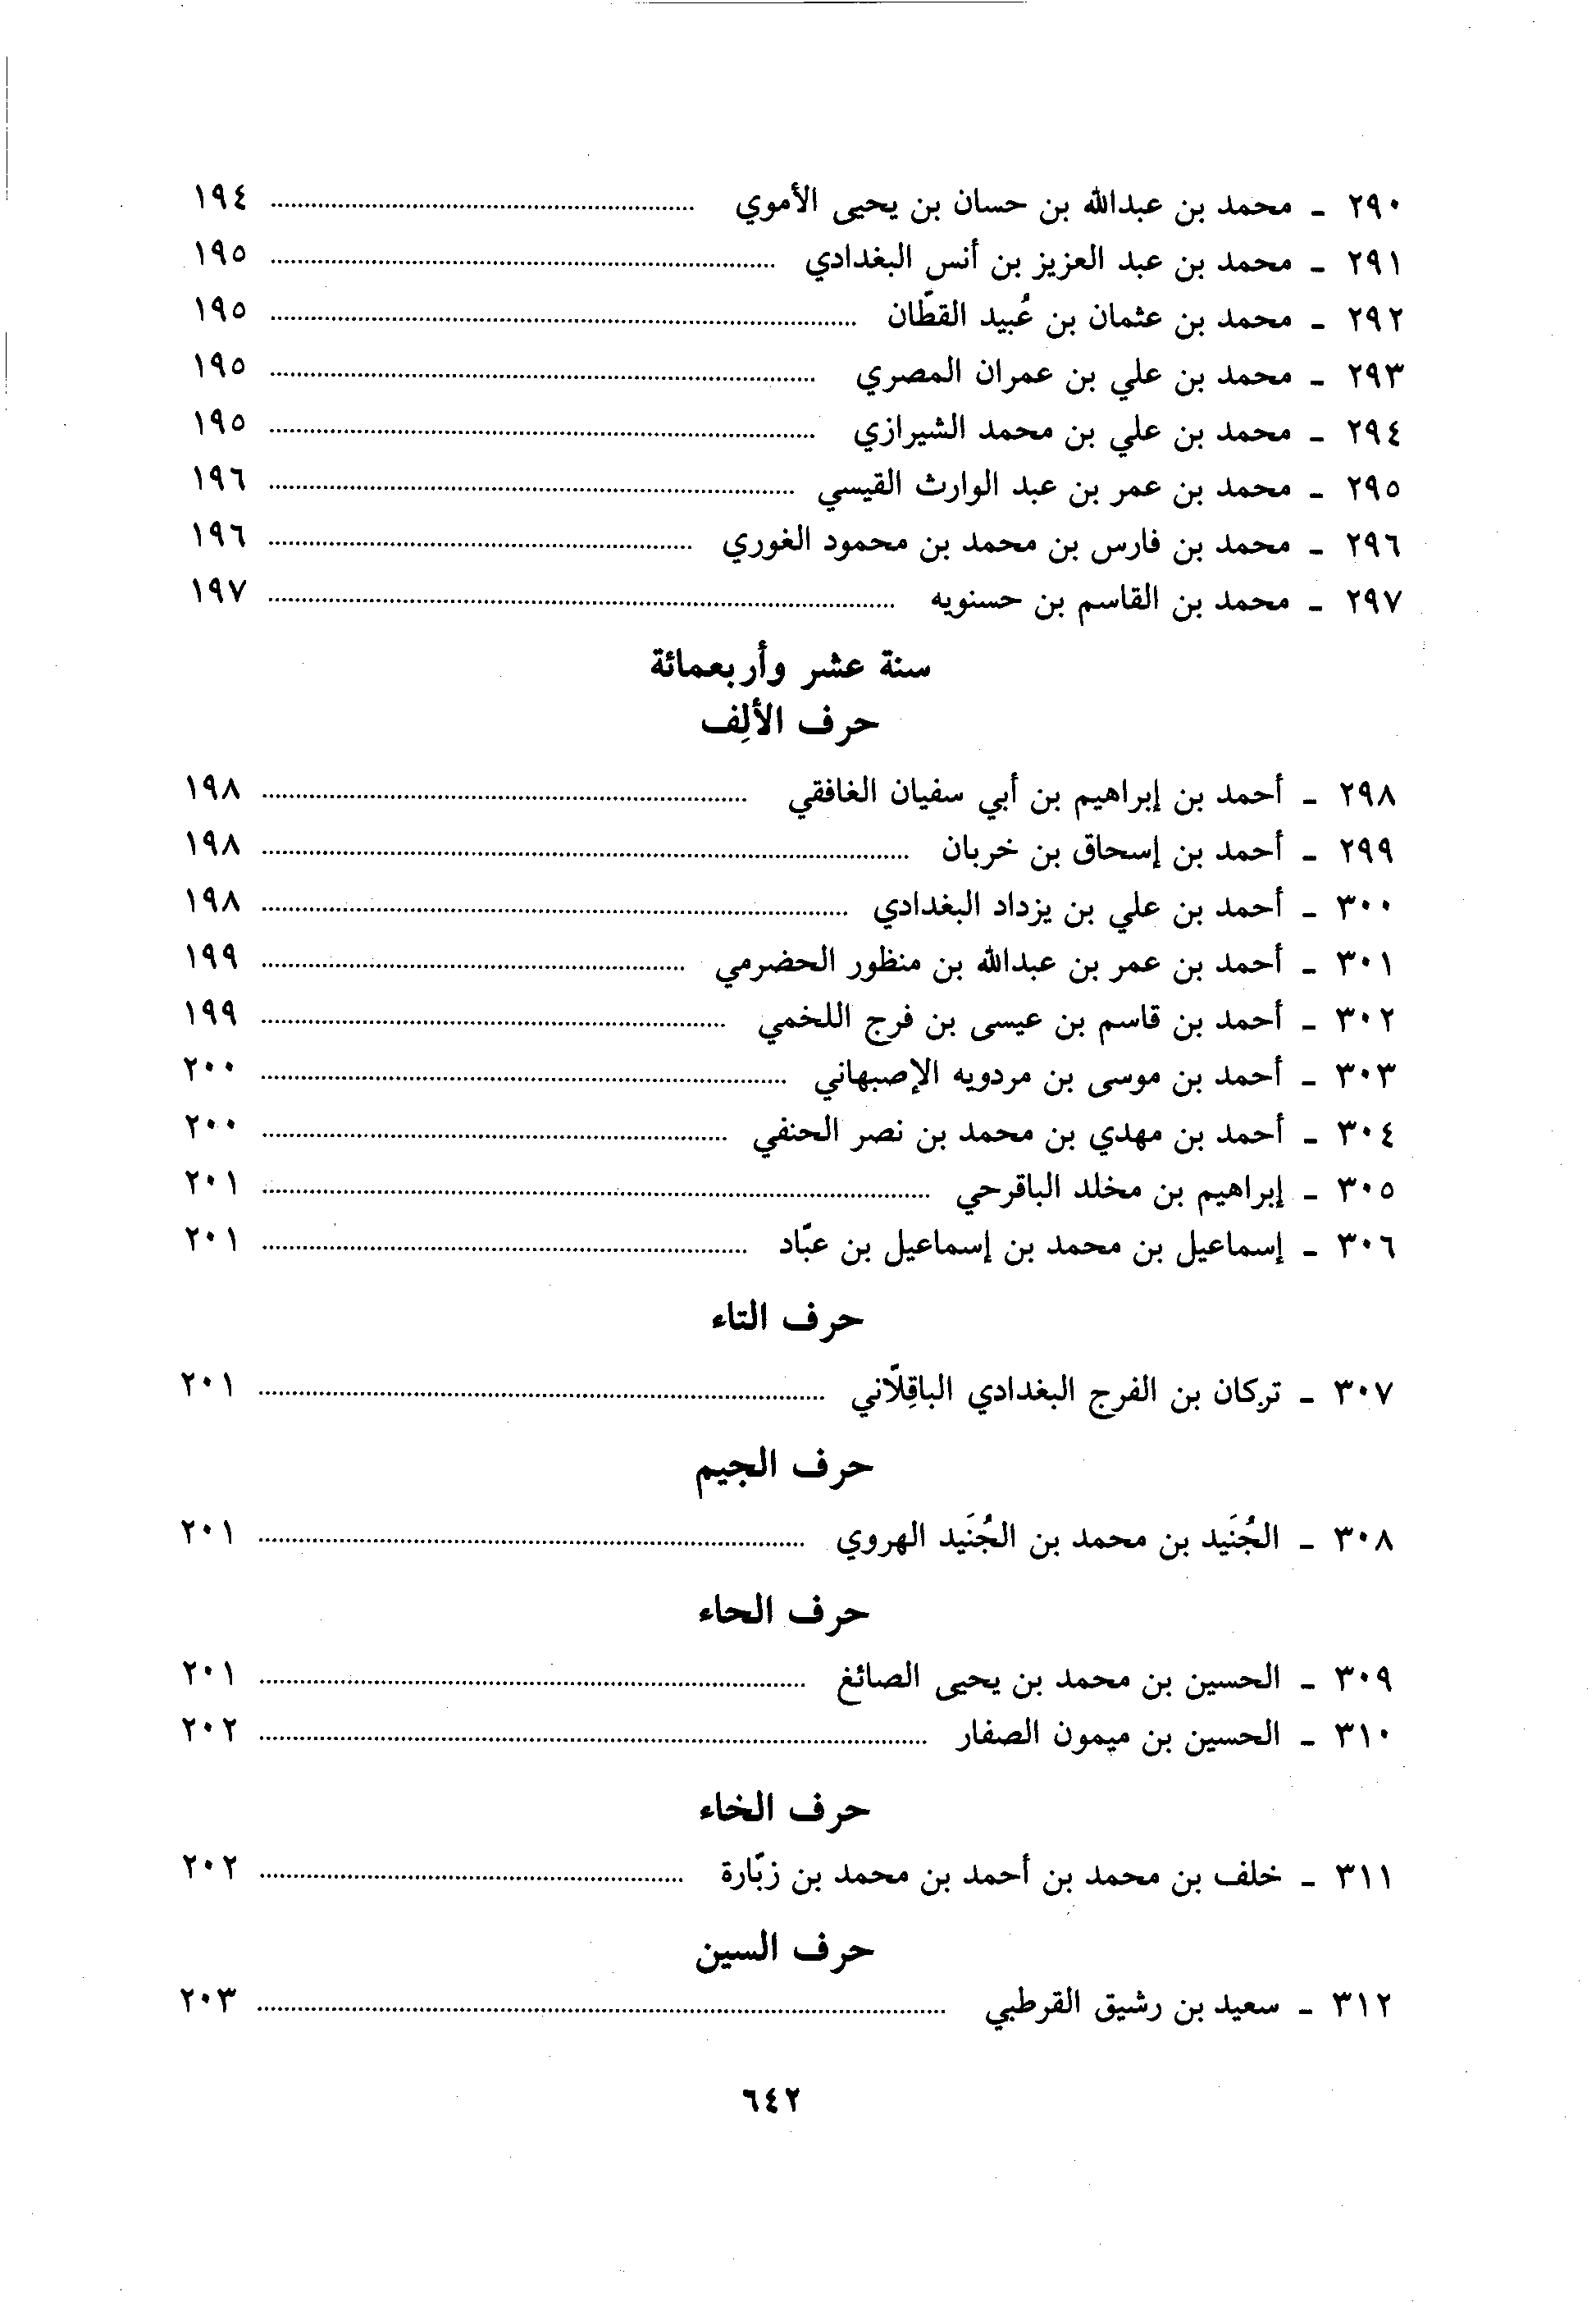 ٢٩٠ ـ محمد بن عبدالله بن حسان بن يحيى الأموي ........ ١٩٤
٢٩١ ـ محمد بن عبد العزيز بن أنس البغدادي ........ ١٩٥
٢٩٢ ـ محمد بن عثمان بن عُبيد القطّان ........ ١٩٥
٢٩٣ ـ محمد بن علي بن عمران المصري ........ ١٩٥
٢٩٤ ـ محمد بن علي بن محمد الشيرازي ........ ١٩٥
٢٩٥ ـ محمد بن عمر بن عبد الوارث القيسي ........ ١٩٦
٢٩٦ ـ محمد بن فارس بن محمد بن محمود الغوري ........ ١٩٦
٢٩٧ ـ محمد بن القاسم بن حسنويه ........ ١٩٧
سنة عشر وأربعمائة
حرف الألِف
٢٩٨ ـ أحمد بن إبراهيم بن أبي سفيان الغافقي ........ ١٩٨
٢٩٩ ـ أحمد بن إسحاق بن خربان ........ ١٩٨
٣٠٠ ـ أحمد بن علي بن يزداد البغدادي ........ ١٩٨
٣٠١ ـ أحمد بن عمر بن عبدالله بن منظور الحضرمي ........ ١٩٩
٣٠٢ ـ أحمد بن قاسم بن عيسى بن فرج اللخمي ........ ١٩٩
٣٠٣ ـ أحمد بن موسى بن مردويه الإصبهاني ........ ٢٠٠
٣٠٤ ـ أحمد بن مهدي بن محمد بن نصر الحنفي ........ ٢٠٠
٣٠٥ ـ إبراهيم بن مخلد الباقرحي ........ ٢٠١
٣٠٦ ـ إسماعيل بن محمد بن إسماعيل بن عبّاد ........ ٢٠١
حرف التاء
٣٠٧ ـ تركان بن الفرج البغدادي الباقِلّاني ........ ٢٠١
حرف الجيم
٣٠٨ ـ الجُنَيد بن محمد بن الجُنَيد الهروي ........ ٢٠١
حرف الحاء
٣٠٩ ـ الحسين بن محمد بن يحيى الصائغ ........ ٢٠١
٣١٠ ـ الحسين بن ميمون الصفار ........ ٢٠٢
حرف الخاء
٣١١ ـ خلف بن محمد بن أحمد بن محمد بن زبّارة ........ ٢٠٢
حرف السين
٣١٢ ـ سعيد بن رشيق القرطبي ........ ٢٠٣
٦٤٢